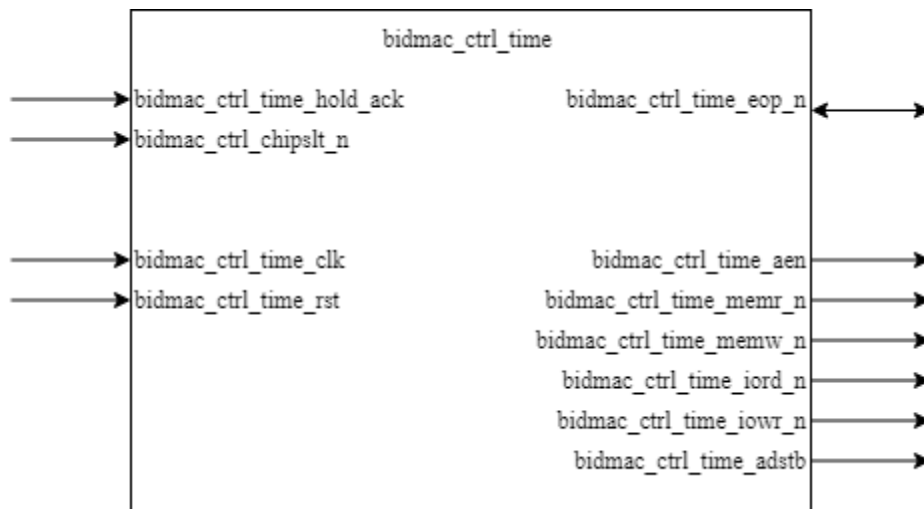 bidmac_ctrl_time
bidmac_ctrl_time_hold_ack
bidmac_ctrl_time_eop_n
bidmac_ctrl_chipslt_n
bidmac_ctrl_time_clk
bidmac_ctrl_time_aen
bidmac_ctrl_time_rst
bidmac_ctrl_time_memr_n
bidmac_ctrl_time_memw_n
bidmac_ctrl_time_iord_n
bidmac_ctrl_time_iowr_n
bidmac_ctrl_time_adstb